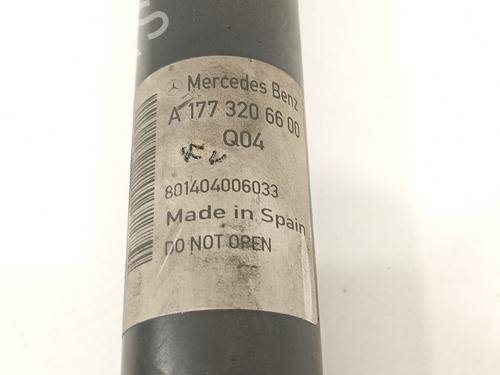 Mercedes Benz
A 177 320 66 00
Q04
801404006033
Made in Spain
DO NOT OPEN